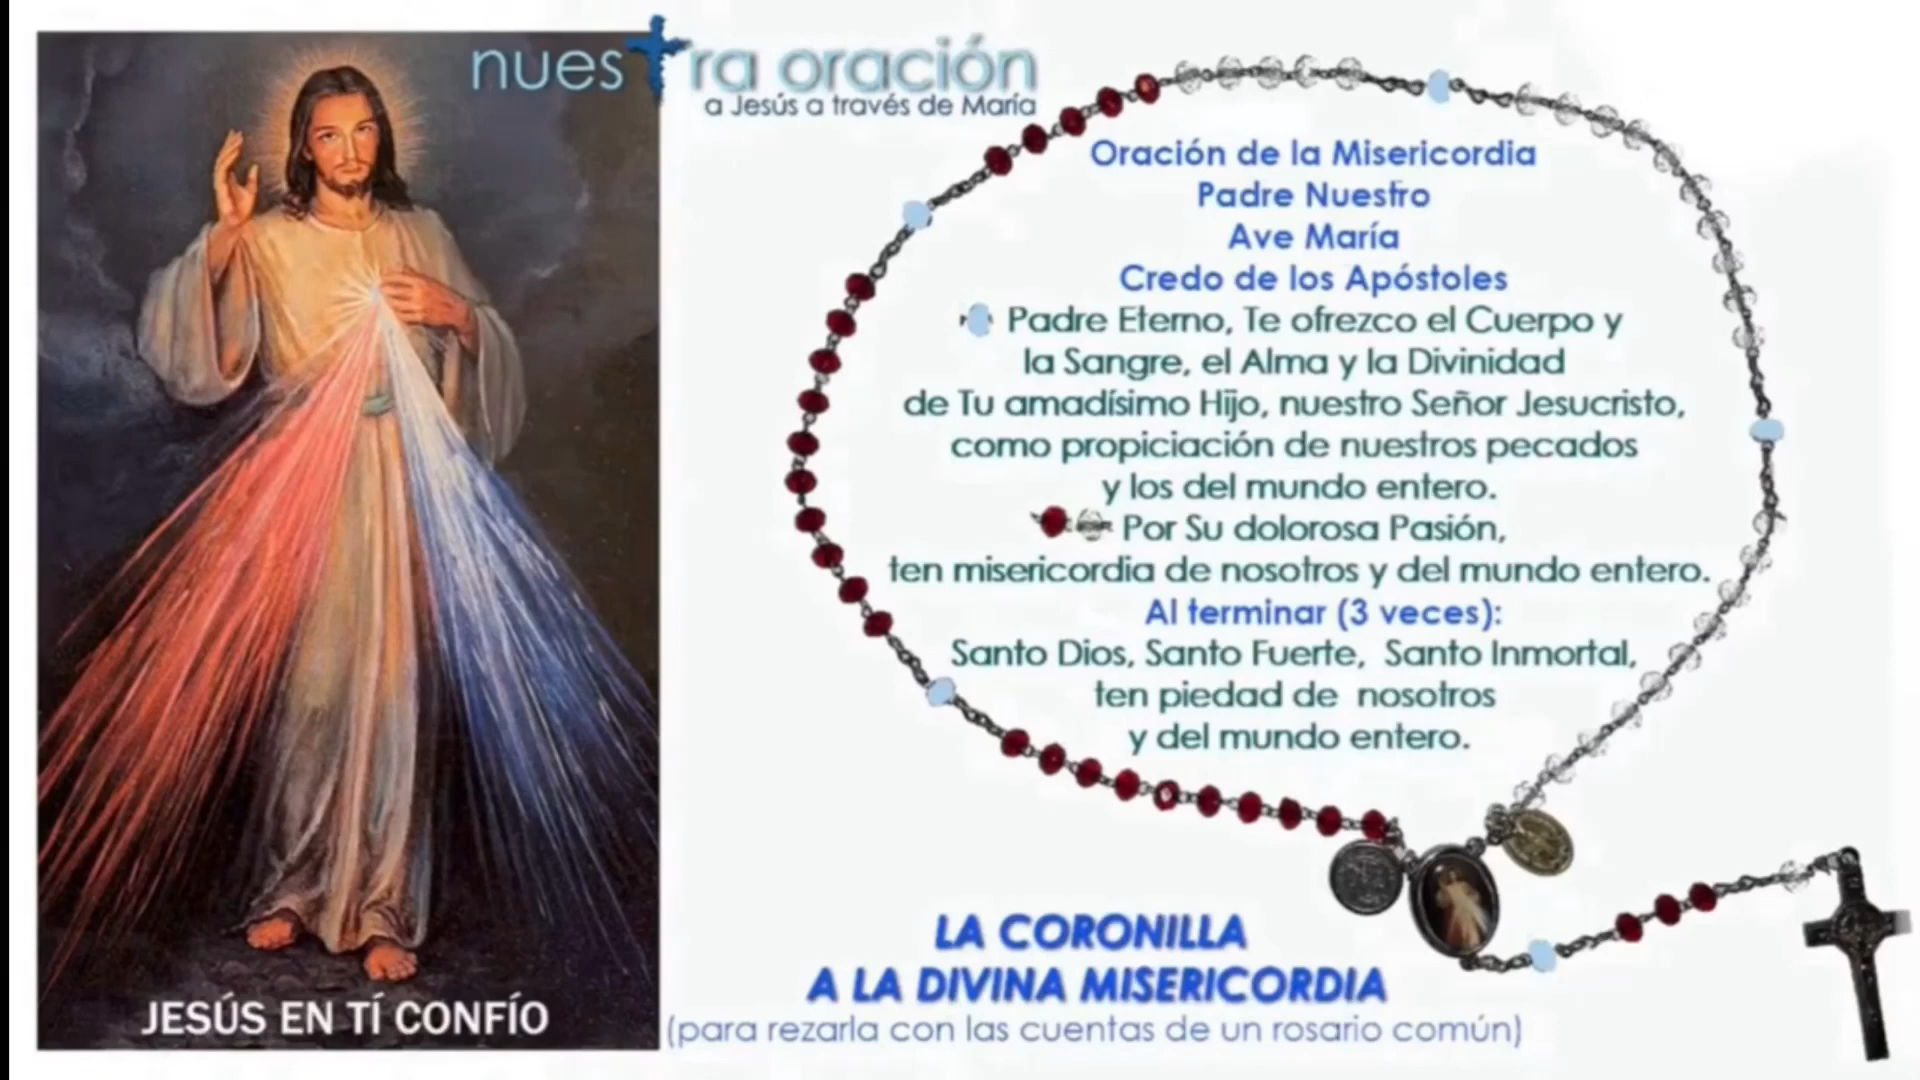 nuestra oración
a Jesús a través de María
Oración de la Misericordia
Padre Nuestro
Ave María
Credo de los Apóstoles
Padre Eterno, Te ofrezco el Cuerpo y
la Sangre, el Alma y la Divinidad
de Tu amadísimo Hijo, nuestro Señor Jesucristo,
como propiciación de nuestros pecados
y los del mundo entero.
Por Su dolorosa Pasión,
ten misericordia de nosotros y del mundo entero.
Al terminar (3 veces):
Santo Dios, Santo Fuerte, Santo Inmortal,
ten piedad de nosotros
y del mundo entero.
LA CORONILLA
A LA DIVINA MISERICORDIA
(para rezarla con las cuentas de un rosario común)
JESÚS EN TÍ CONFÍO